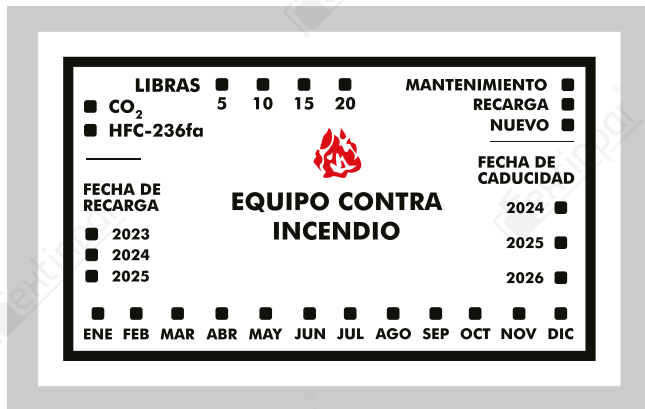 LIBRAS
5 10 15 20
CO2
HFC-236fa
MANTENIMIENTO
RECARGA
NUEVO
FECHA DE
RECARGA
2023
2024
2025
EQUIPO CONTRA
INCENDIO
FECHA DE
CADUCIDAD
2024
2025
2026
ENE FEB MAR ABR MAY JUN JUL AGO SEP OCT NOV DIC